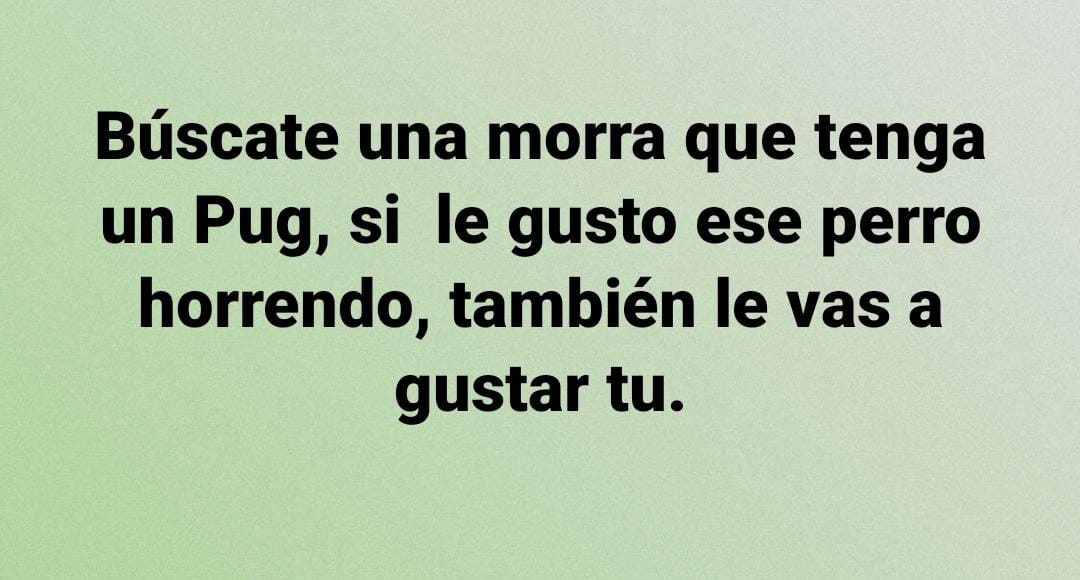 Búscate una morra que tenga
un Pug, si  le gusto ese perro
horrendo, también le vas a
gustar tu.